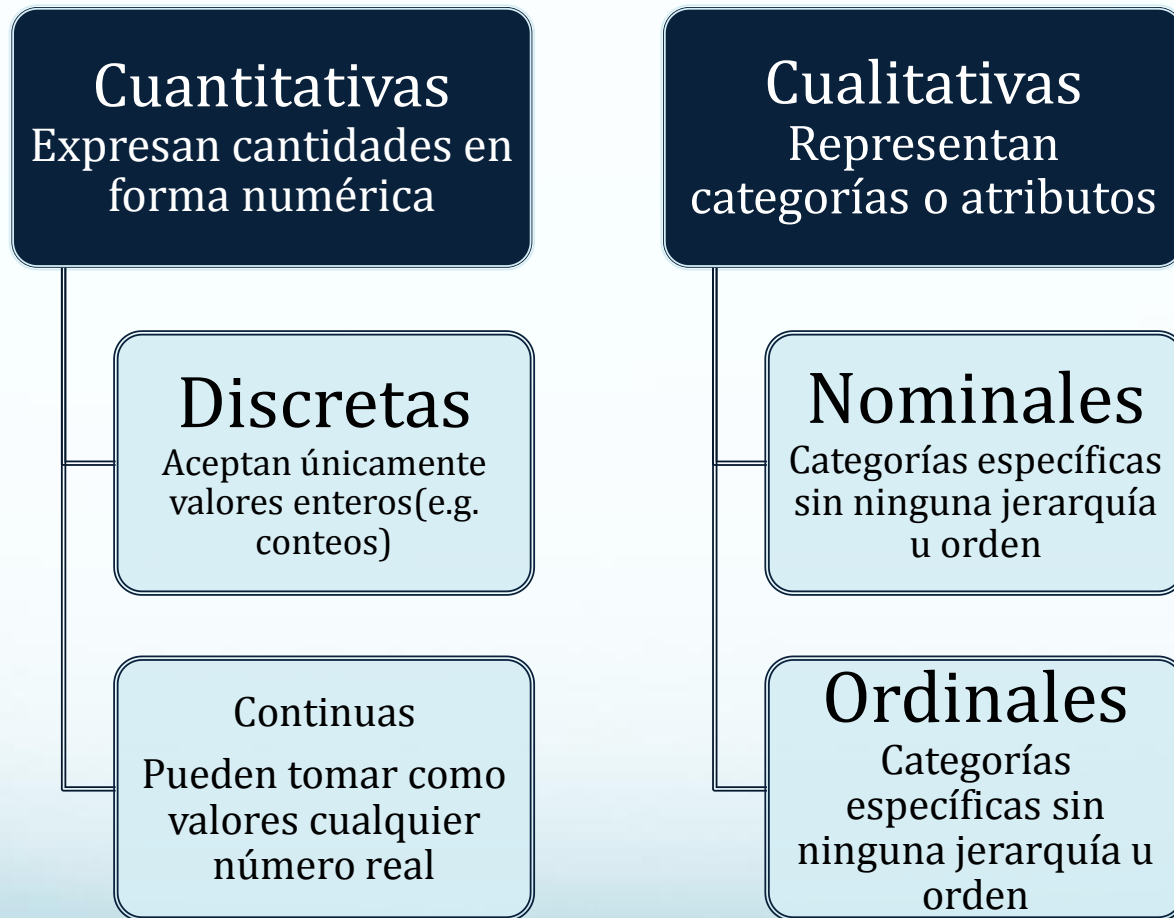 Cuantitativas
Expresan cantidades en
forma numérica
Discretas
Aceptan únicamente
valores enteros(e.g.
conteos)
Continuas
Pueden tomar como
valores cualquier
número real
Cualitativas
Representan
categorías o atributos
Nominales
Categorías específicas
sin ninguna jerarquía
u orden
Ordinales
Categorías
específicas sin
ninguna jerarquía u
orden